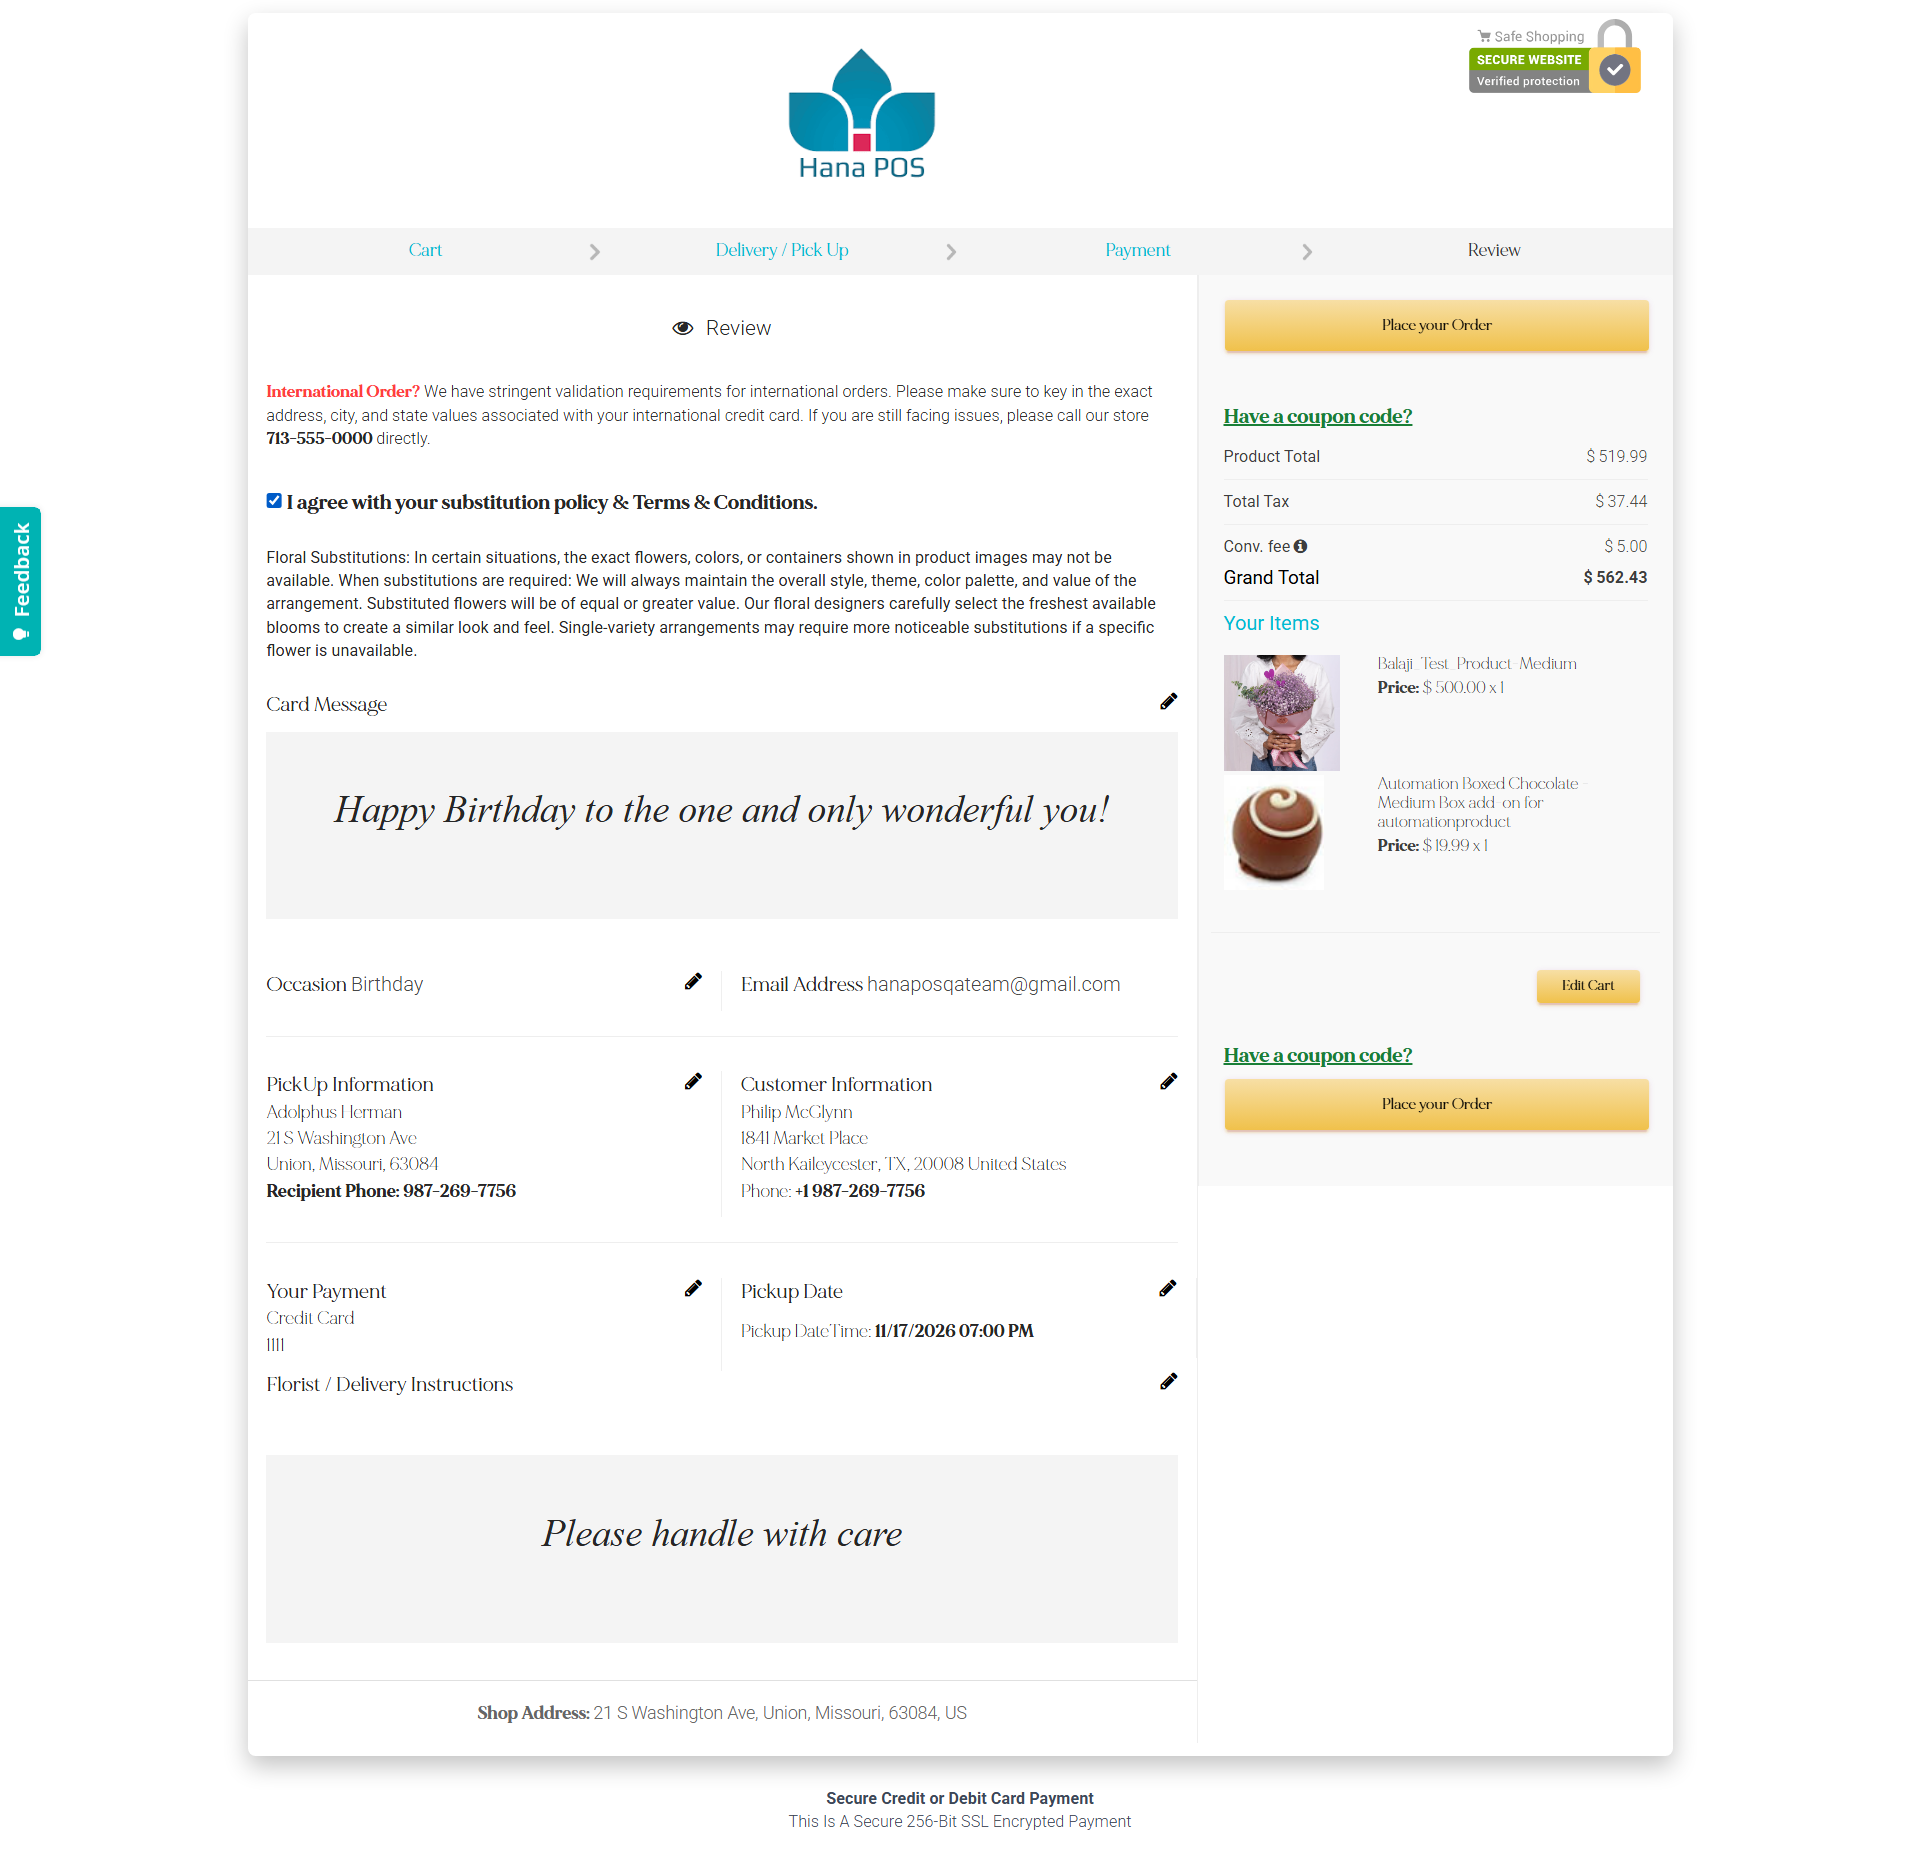 Safe Shopping
SECURE WEBSITE
Verified protection
Hana POS
Cart
Delivery / Pick Up
Payment
Review
Review
International Order? We have stringent validation requirements for international orders. Please make sure to key in the exact
address, city, and state values associated with your international credit card. If you are still facing issues, please call our store
713-555-0000 directly.
I agree with your substitution policy & Terms & Conditions.
Floral Substitutions: In certain situations, the exact flowers, colors, or containers shown in product images may not be
available. When substitutions are required: We will always maintain the overall style, theme, color palette, and value of the
arrangement. Substituted flowers will be of equal or greater value. Our floral designers carefully select the freshest available
blooms to create a similar look and feel. Single-variety arrangements may require more noticeable substitutions if a specific
flower is unavailable.
Card Message
Happy Birthday to the one and only wonderful you!
Occasion Birthday
Email Address hanaposqateam@gmail.com
PickUp Information
Adolphus Herman
21 S Washington Ave
Union, Missouri, 63084
Recipient Phone: 987-269-7756
Customer Information
Philip McGlynn
1841 Market Place
North Kaileycester, TX, 20008 United States
Phone: +1 987-269-7756
Your Payment
Credit Card
1111
Pickup Date
Pickup DateTime: 11/17/2026 07:00 PM
Florist / Delivery Instructions
Please handle with care
Shop Address: 21 S Washington Ave, Union, Missouri, 63084, US
Place your Order
Have a coupon code?
Product Total $ 519.99
Total Tax $ 37.44
Conv. fee $ 5.00
Grand Total $ 562.43
Your Items
Balaji_Test_Product-Medium
Price: $ 500.00 x 1
Automation Boxed Chocolate -
Medium Box add-on for
automationproduct
Price: $ 19.99 x 1
Edit Cart
Have a coupon code?
Place your Order
Feedback
Secure Credit or Debit Card Payment
This Is A Secure 256-Bit SSL Encrypted Payment